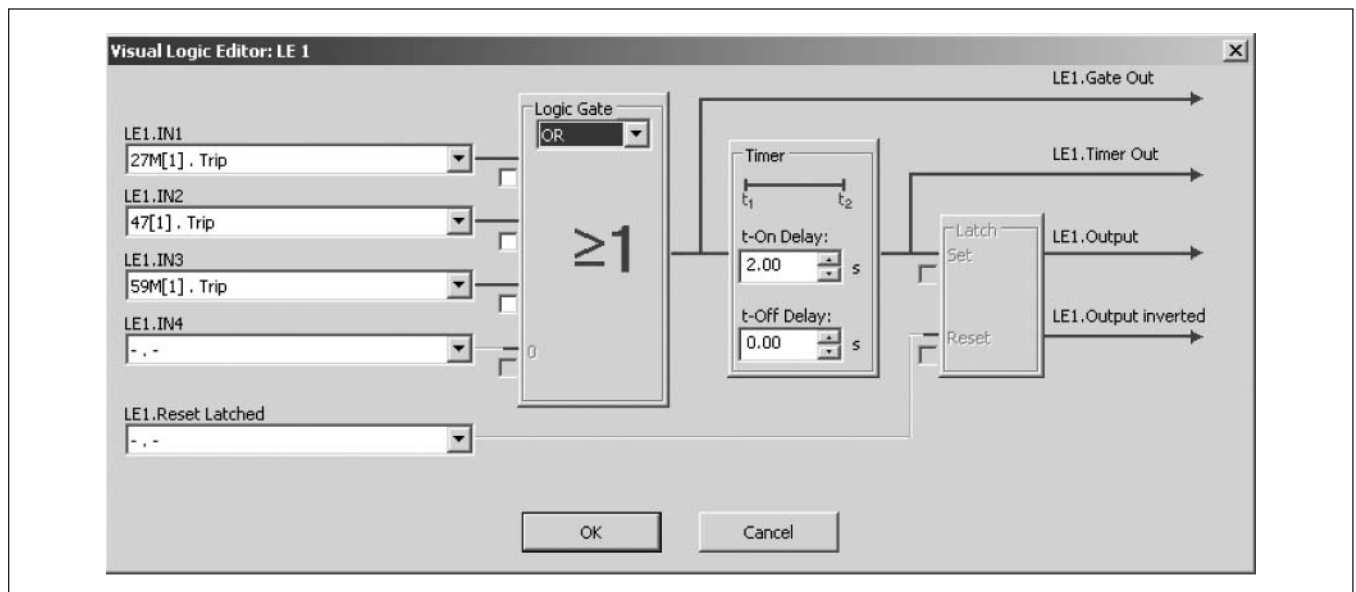 Visual Logic Editor: LE 1
LE1.Gate Out
Logic Gate
OR
LE1.IN1
27M[1] . Trip
Timer
LE1.Timer Out
t1 t2
LE1.IN2
47[1] . Trip
≥1
t-On Delay:
2.00 s
Latch
Set
LE1.Output
LE1.IN3
59M[1] . Trip
LE1.IN4
- . -
0
t-Off Delay:
0.00 s
Reset
LE1.Output inverted
LE1.Reset Latched
- . -
OK
Cancel